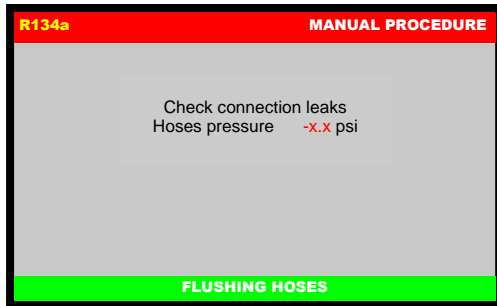 R134a MANUAL PROCEDURE
Check connection leaks
Hoses pressure -x.x psi
FLUSHING HOSES